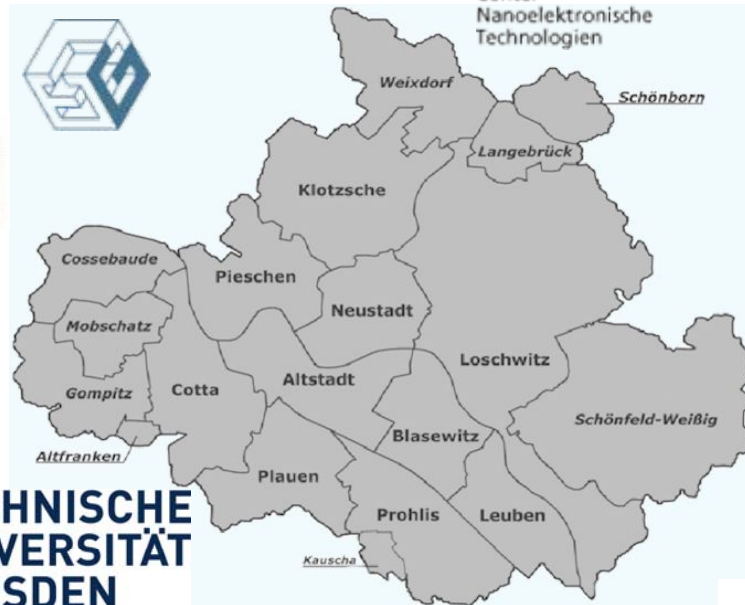 Nanoelektronische
Technologien
Weixdorf
Schönborn
Langebrück
Klotzsche
Cossebaude
Pieschen
Neustadt
Mobschatz
Loschwitz
Altstadt
Gompitz
Cotta
Schönfeld-Weißig
Blasewitz
Altfranken
Plauen
Prohlis
Leuben
Kauscha
HNISCHE
VERSITÄT
SDEN